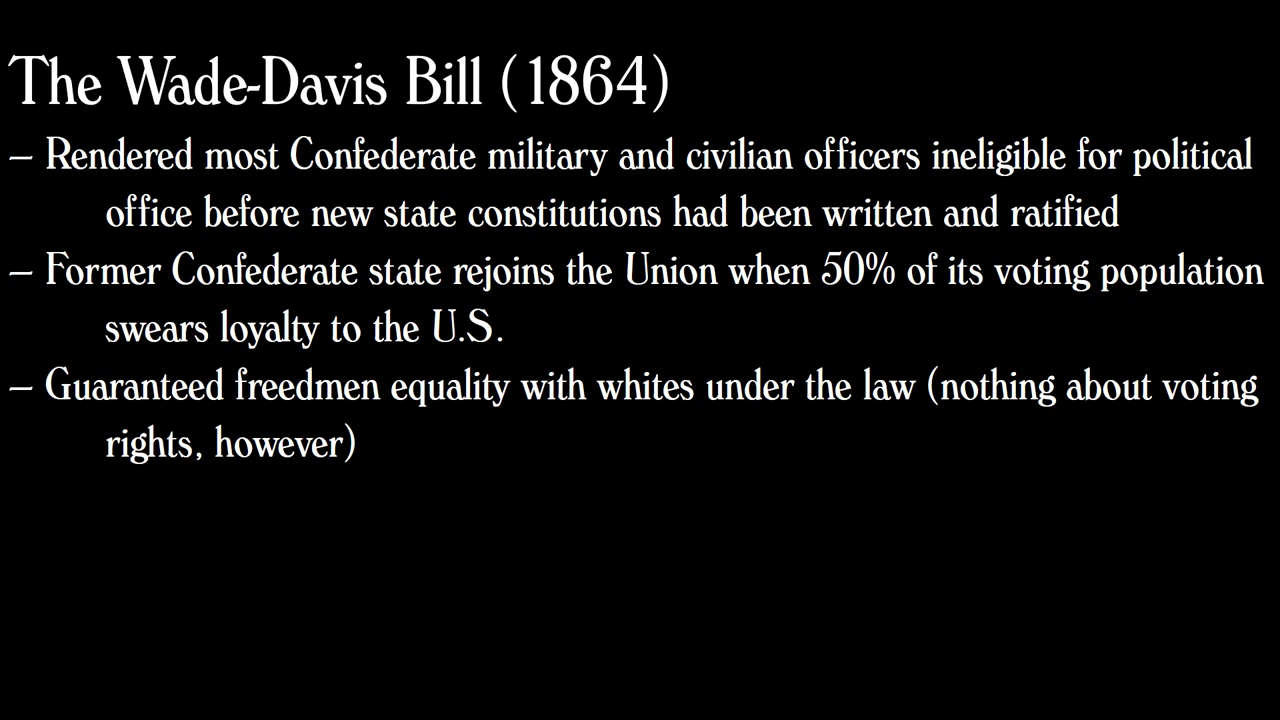 The Wade-Davis Bill (1864)
– Rendered most Confederate military and civilian officers ineligible for political
office before new state constitutions had been written and ratified
– Former Confederate state rejoins the Union when 50% of its voting population
swears loyalty to the U.S.
– Guaranteed freedmen equality with whites under the law (nothing about voting
rights, however)